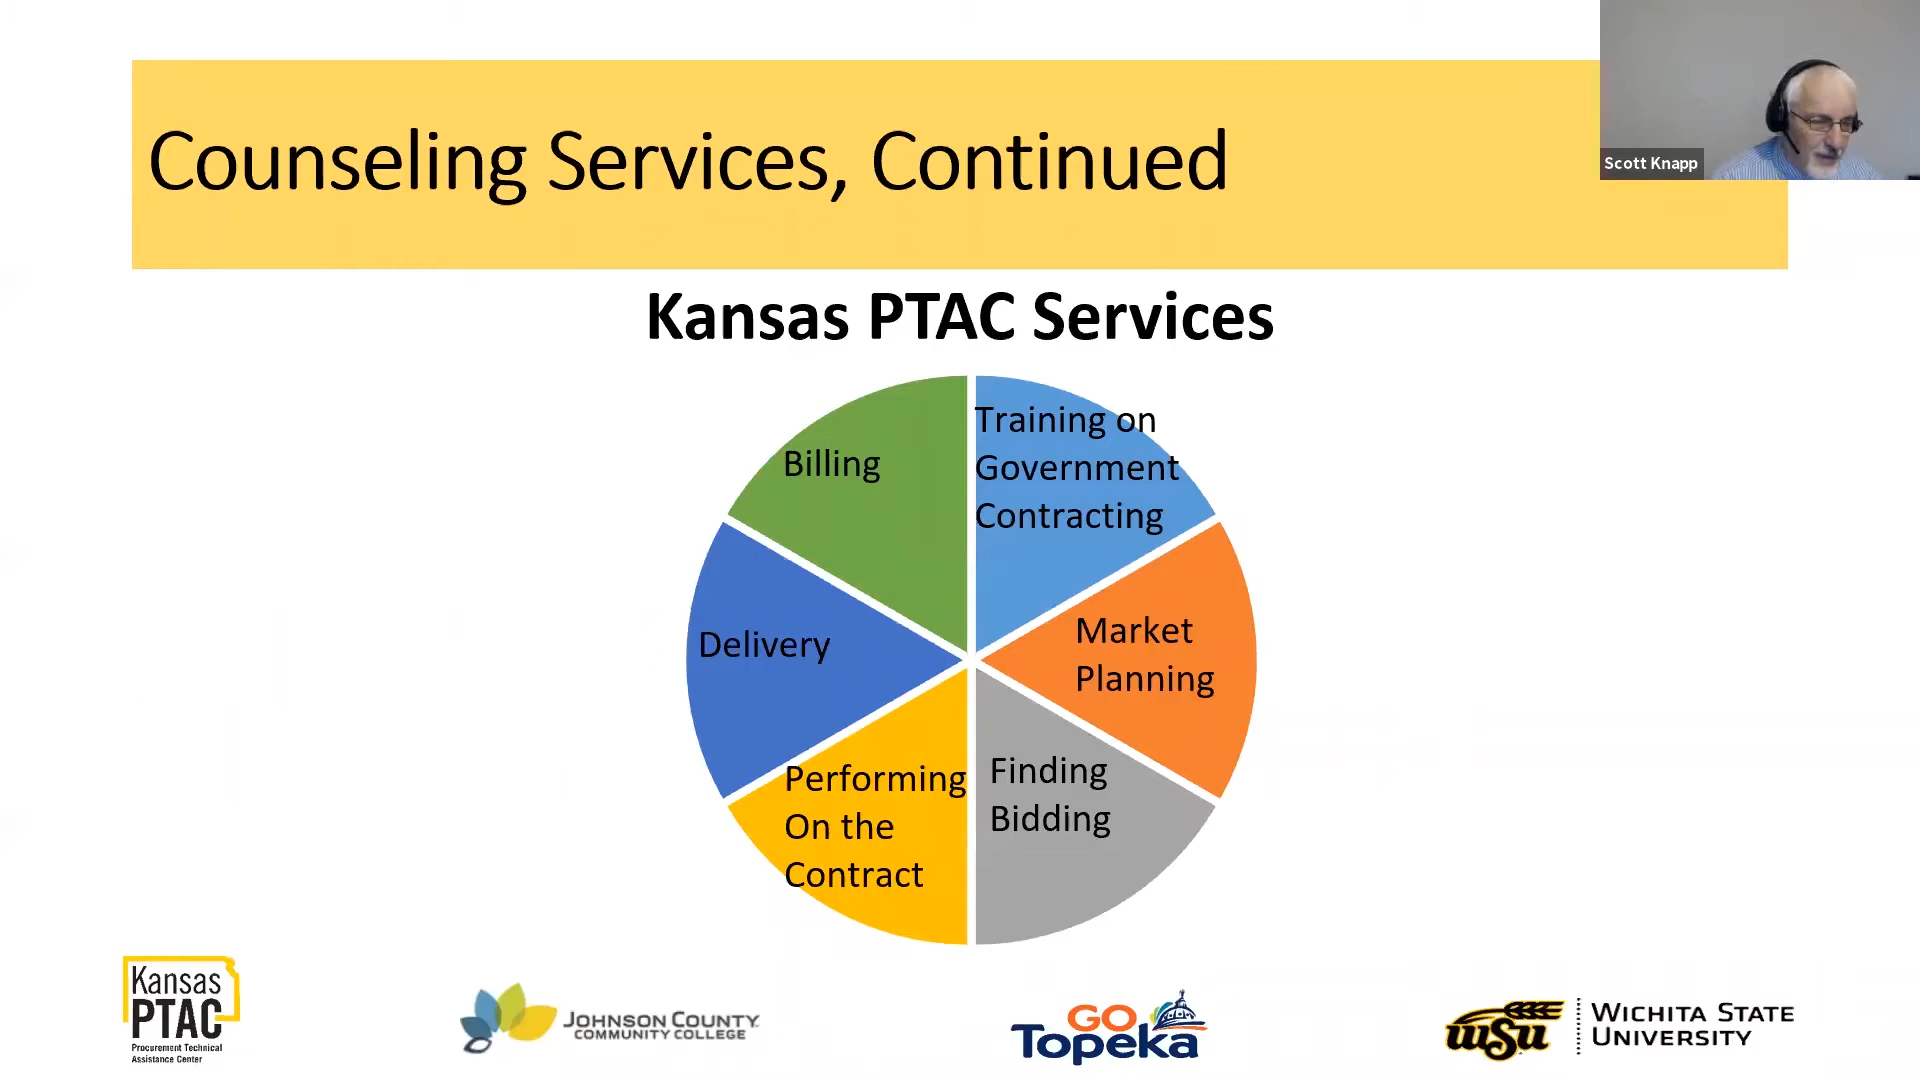 Counseling Services, Continued
Scott Knapp
Kansas PTAC Services
Billing
Training on
Government
Contracting
Delivery
Market
Planning
Performing
On the
Contract
Finding
Bidding
Kansas
PTAC
Procurement Technical
Assistance Center
JOHNSON COUNTY
COMMUNITY COLLEGE
GO
Topeka
WSU
WICHITA STATE
UNIVERSITY